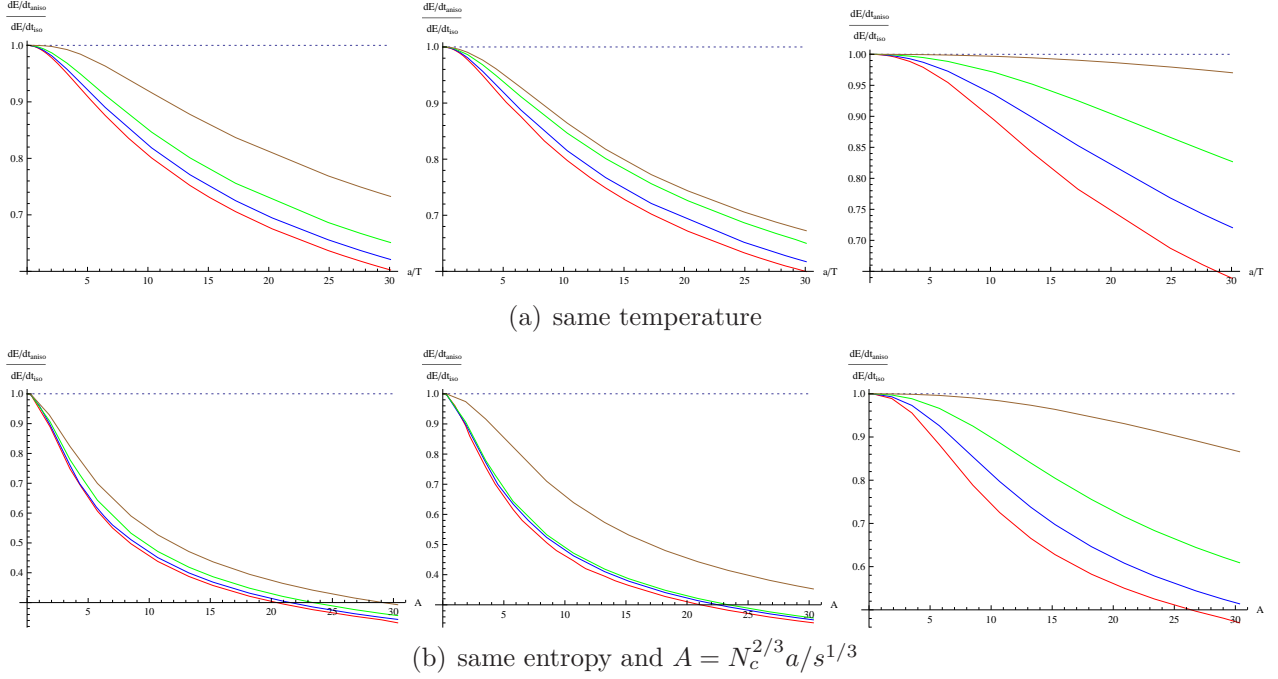 dE/dt_aniso
dE/dt_iso
1.0
0.9
0.8
0.7
5 10 15 20 25 30 a/T
dE/dt_aniso
dE/dt_iso
1.0
0.9
0.8
0.7
5 10 15 20 25 30 a/T
dE/dt_aniso
dE/dt_iso
1.00
0.95
0.90
0.85
0.80
0.75
0.70
5 10 15 20 25 30 a/T
(a) same temperature
dE/dt_aniso
dE/dt_iso
1.0
0.9
0.8
0.7
0.6
0.5
0.4
5 10 15 20 25 30 A
dE/dt_aniso
dE/dt_iso
1.0
0.9
0.8
0.7
0.6
0.5
0.4
5 10 15 20 25 30 A
dE/dt_aniso
dE/dt_iso
1.0
0.9
0.8
0.7
0.6
5 10 15 20 25 30 A
(b) same entropy and A = N_c^{2/3} a/s^{1/3}